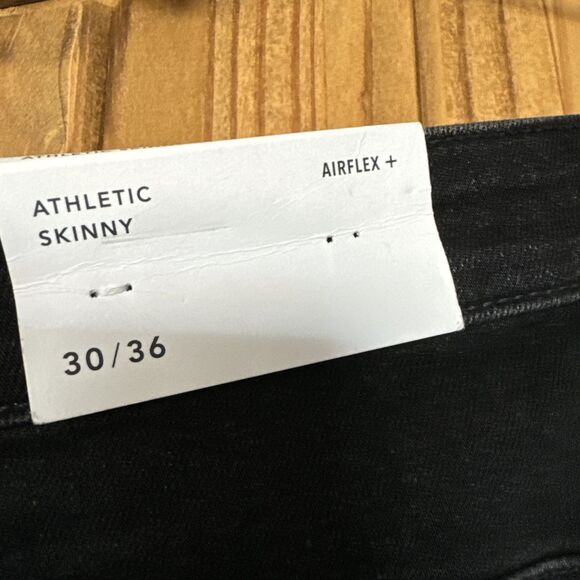 ATHLETIC
SKINNY
AIRFLEX +
30 / 36